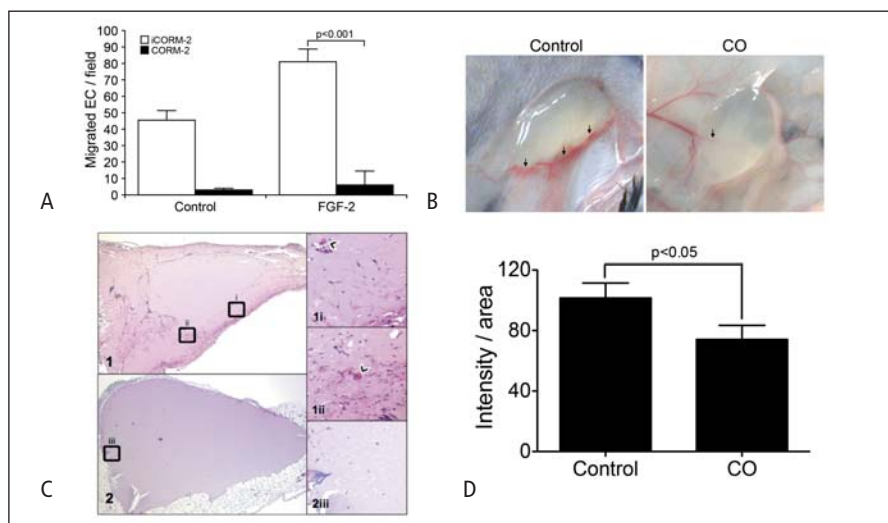 100
90
80
70
60
50
40
30
20
10
0
Migrated EC / field
iCORM-2
CORM-2
p<0.001
Control
FGF-2
A
Control
CO
B
i
ii
1
1i
1ii
iii
2
2iii
C
p<0.05
120
80
40
0
Intensity / area
Control
CO
D